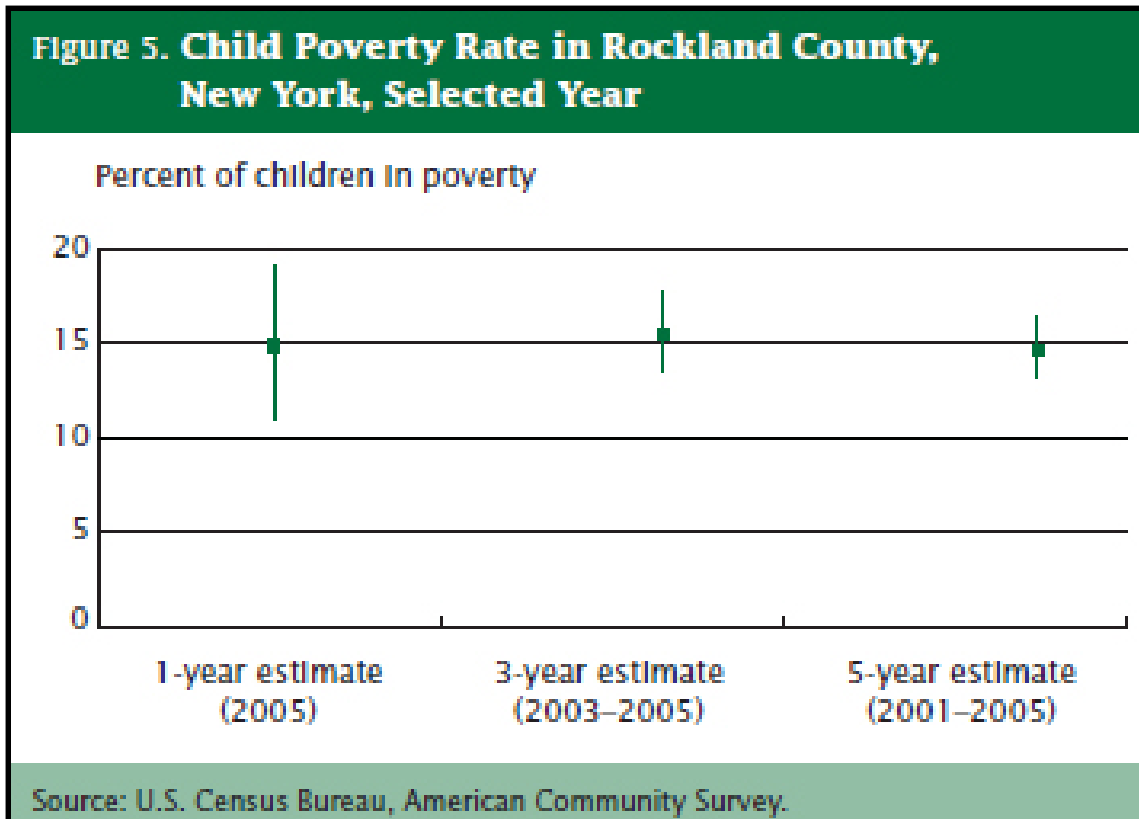 Figure 5. Child Poverty Rate in Rockland County,
New York, Selected Year
Percent of children in poverty
20
15
10
5
0
1-year estimate
(2005)
3-year estimate
(2003–2005)
5-year estimate
(2001–2005)
Source: U.S. Census Bureau, American Community Survey.